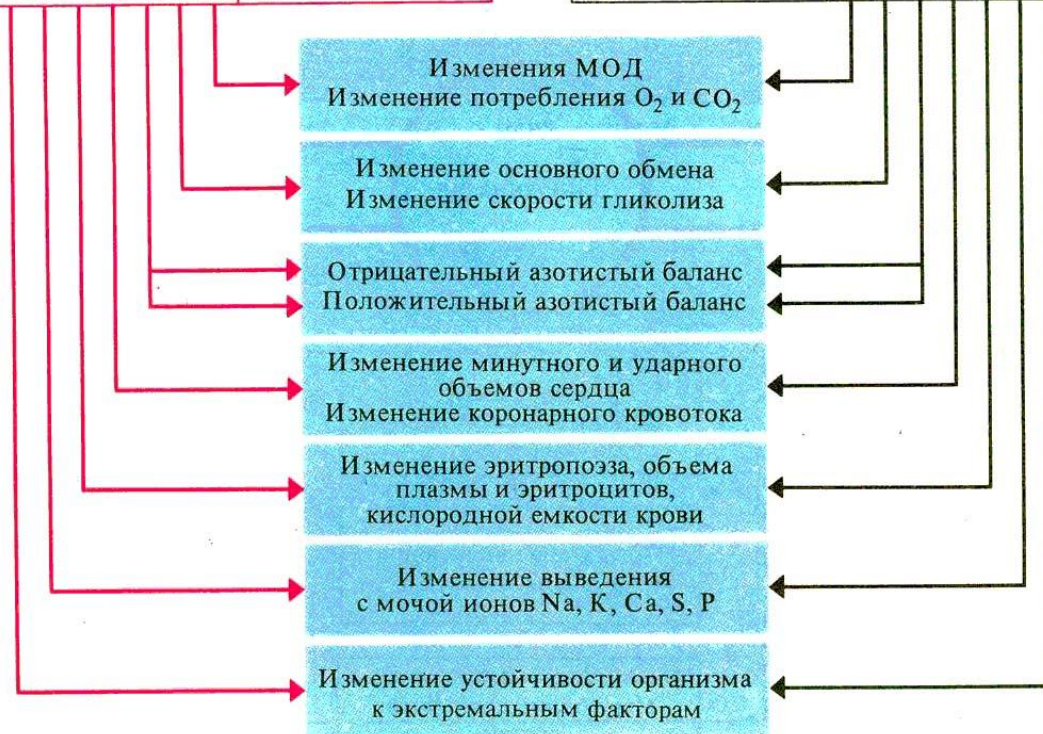 Изменения МОД
Изменение потребления O₂ и CO₂
Изменение основного обмена
Изменение скорости гликолиза
Отрицательный азотистый баланс
Положительный азотистый баланс
Изменение минутного и ударного
объемов сердца
Изменение коронарного кровотока
Изменение эритропоэза, объема
плазмы и эритроцитов,
кислородной емкости крови
Изменение выведения
с мочой ионов Na, K, Ca, S, P
Изменение устойчивости организма
к экстремальным факторам